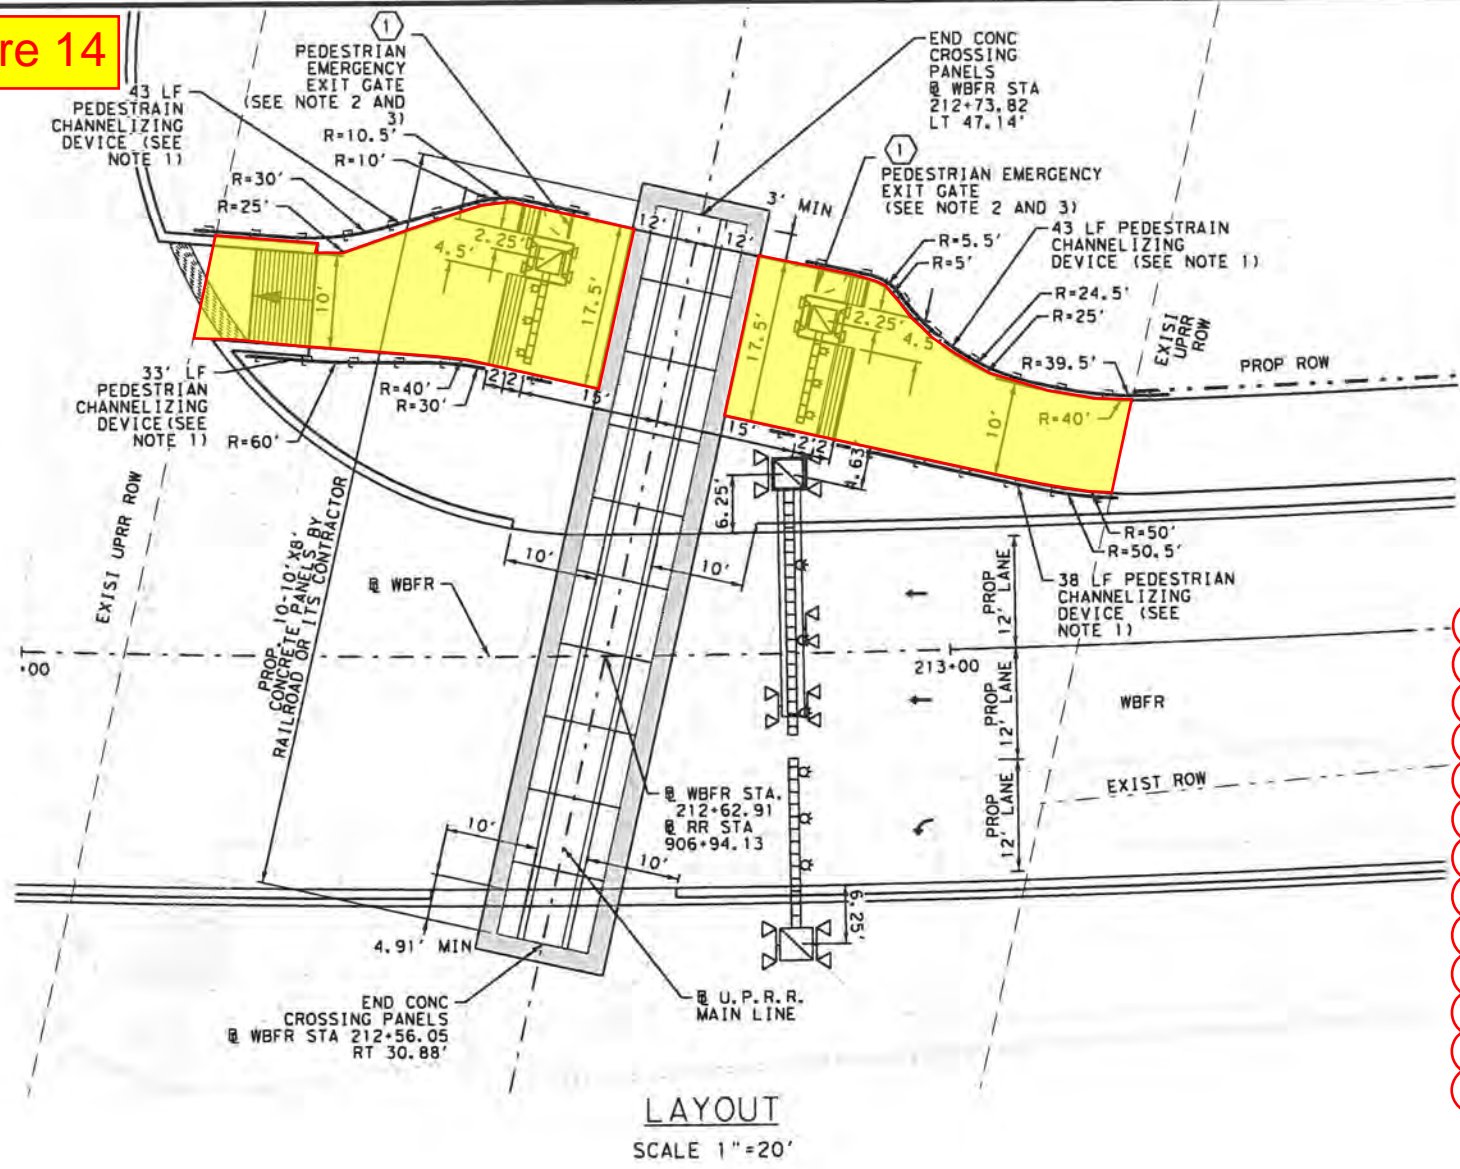 re 14
1
PEDESTRIAN
EMERGENCY
EXIT GATE
(SEE NOTE 2 AND
3)
43 LF
PEDESTRAIN
CHANNELIZING
DEVICE (SEE
NOTE 1)
R=10.5'
R=10'
R=30'
R=25'
END CONC
CROSSING
PANELS
℄ WBFR STA
212+73.82
LT 47.14'
1
PEDESTRIAN EMERGENCY
EXIT GATE
(SEE NOTE 2 AND 3)
3' MIN
12'
12'
2.25'
4.5'
17.5'
10'
R=5.5'
R=5'
43 LF PEDESTRIAN
CHANNELIZING
DEVICE (SEE NOTE 1)
R=24.5'
R=25'
R=39.5'
R=40'
EXISI
UPRR
ROW
PROP ROW
17.5'
2.25'
4.5
10'
33' LF
PEDESTRIAN
CHANNELIZING
DEVICE (SEE
NOTE 1)
R=60'
R=40'
R=30'
2'
2'
15'
15'
2'
2'
4.63'
6.25'
R=50'
R=50.5'
38 LF PEDESTRIAN
CHANNELIZING
DEVICE (SEE
NOTE 1)
EXISI UPRR ROW
PROP 10-10'X8'
CONCRETE PANELS BY
RAILROAD OR ITS CONTRACTOR
10'
10'
℄ WBFR
+00
213+00
PROP
12' LANE
PROP
12' LANE
PROP
12' LANE
WBFR
EXIST ROW
℄ WBFR STA.
212+62.91
℄ RR STA
906+94.13
10'
10'
6.25'
4.91' MIN
END CONC
CROSSING PANELS
℄ WBFR STA 212+56.05
RT 30.88'
℄ U.P.R.R.
MAIN LINE
LAYOUT
SCALE 1"=20'